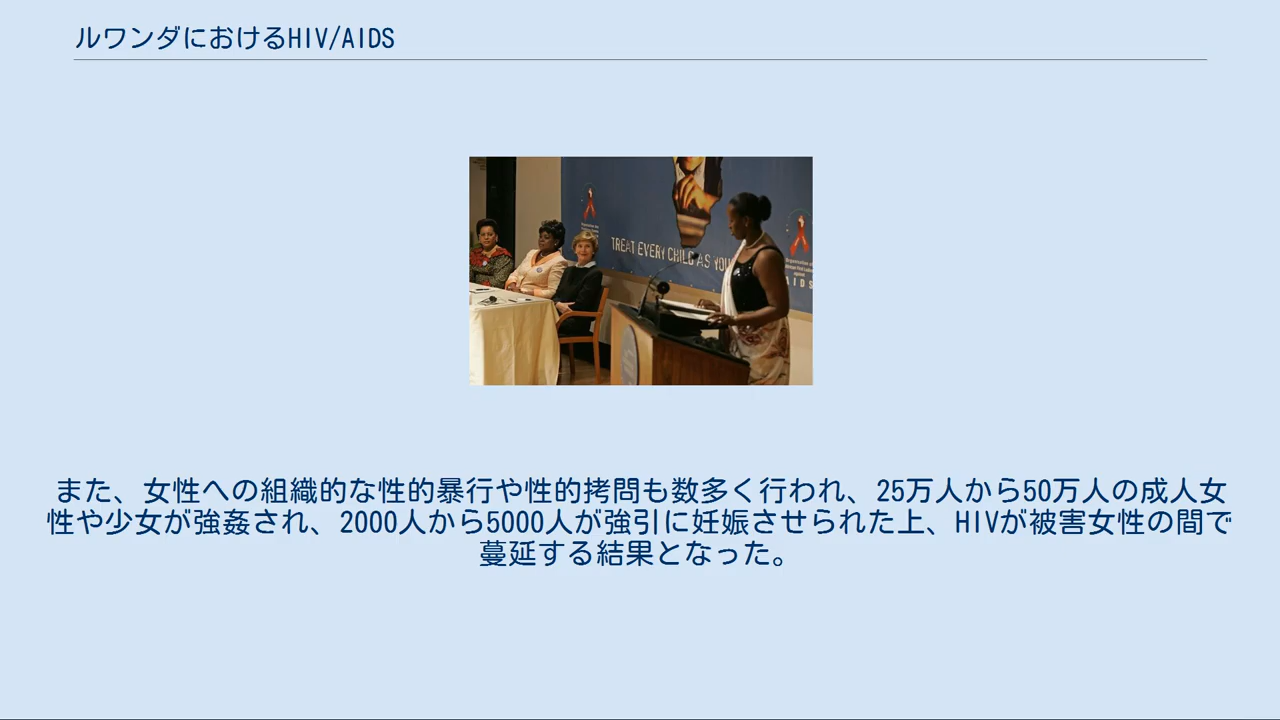 ルワンダにおけるHIV/AIDS
TREAT EVERY CHILD AS YOU
AIDS
また、女性への組織的な性的暴行や性的拷問も数多く行われ、25万人から50万人の成人女
性や少女が強姦され、2000人から5000人が強引に妊娠させられた上、HIVが被害女性の間で
蔓延する結果となった。